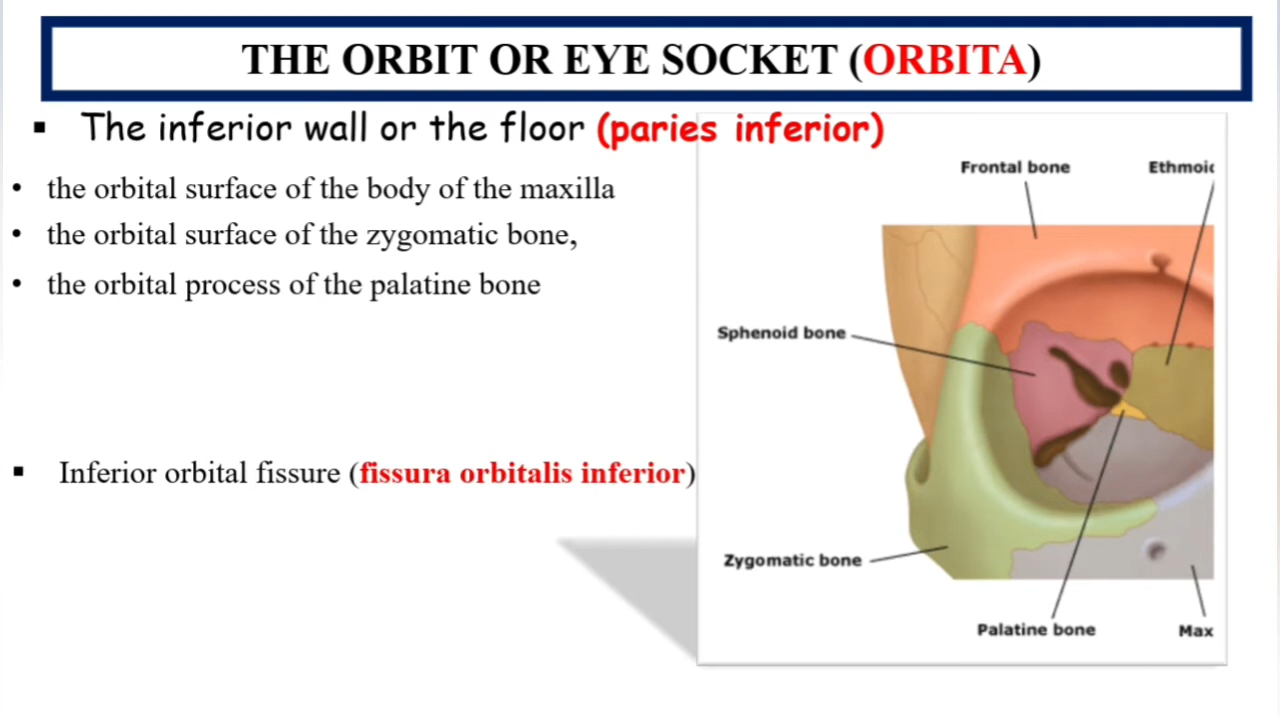 THE ORBIT OR EYE SOCKET (ORBITA)
▪ The inferior wall or the floor (paries inferior)
• the orbital surface of the body of the maxilla
• the orbital surface of the zygomatic bone,
• the orbital process of the palatine bone
▪ Inferior orbital fissure (fissura orbitalis inferior)
Frontal bone
Ethmoid
Sphenoid bone
Zygomatic bone
Palatine bone
Max